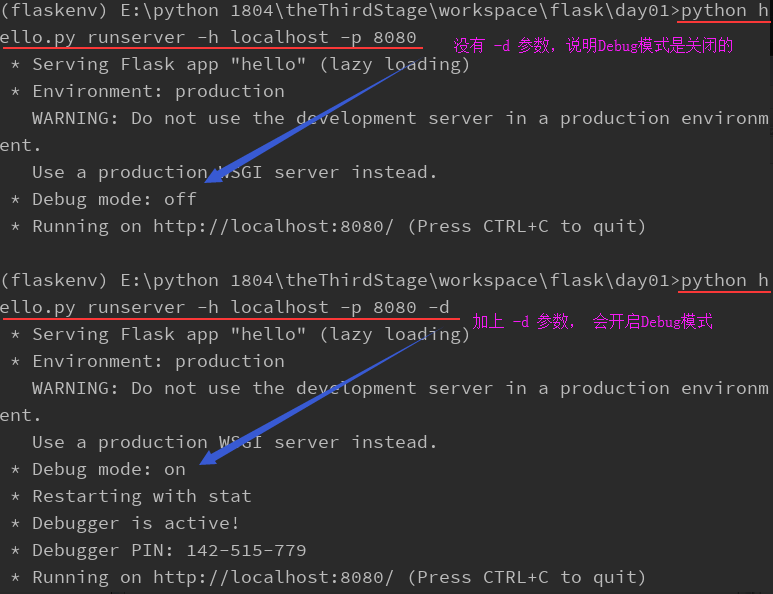 (flaskenv) E:\python 1804\theThirdStage\workspace\flask\day01>python h
ello.py runserver -h localhost -p 8080
没有 -d 参数，说明Debug模式是关闭的
* Serving Flask app "hello" (lazy loading)
* Environment: production
WARNING: Do not use the development server in a production environm
ent.
Use a production WSGI server instead.
* Debug mode: off
* Running on http://localhost:8080/ (Press CTRL+C to quit)
(flaskenv) E:\python 1804\theThirdStage\workspace\flask\day01>python h
ello.py runserver -h localhost -p 8080 -d
加上 -d 参数， 会开启Debug模式
* Serving Flask app "hello" (lazy loading)
* Environment: production
WARNING: Do not use the development server in a production environm
ent.
Use a production WSGI server instead.
* Debug mode: on
* Restarting with stat
* Debugger is active!
* Debugger PIN: 142-515-779
* Running on http://localhost:8080/ (Press CTRL+C to quit)